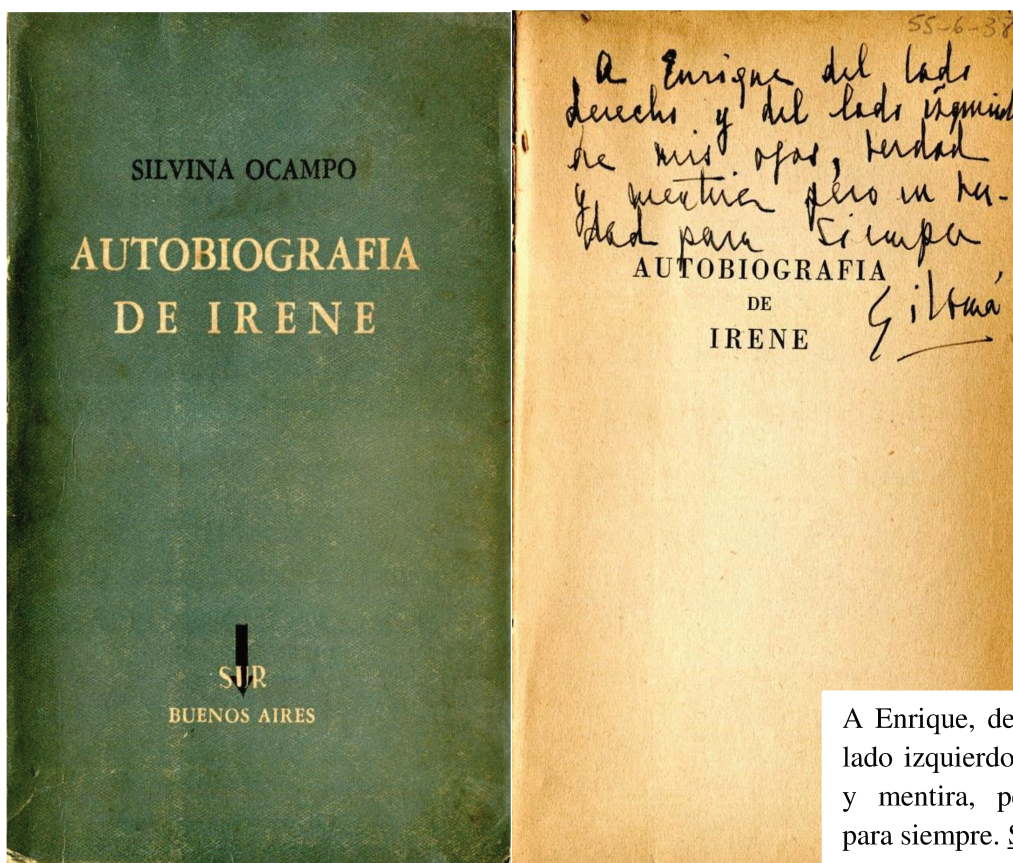 SILVINA OCAMPO
AUTOBIOGRAFIA
DE IRENE
SUR
BUENOS AIRES
55-6-38
A Enrique del lado
derecho y del lado izquierd
de mis ojos, verdad
y mentira pero en ver-
dad para siempre
AUTOBIOGRAFIA
DE
IRENE
Silvina
A Enrique, de
lado izquierdo
y mentira, p
para siempre. S